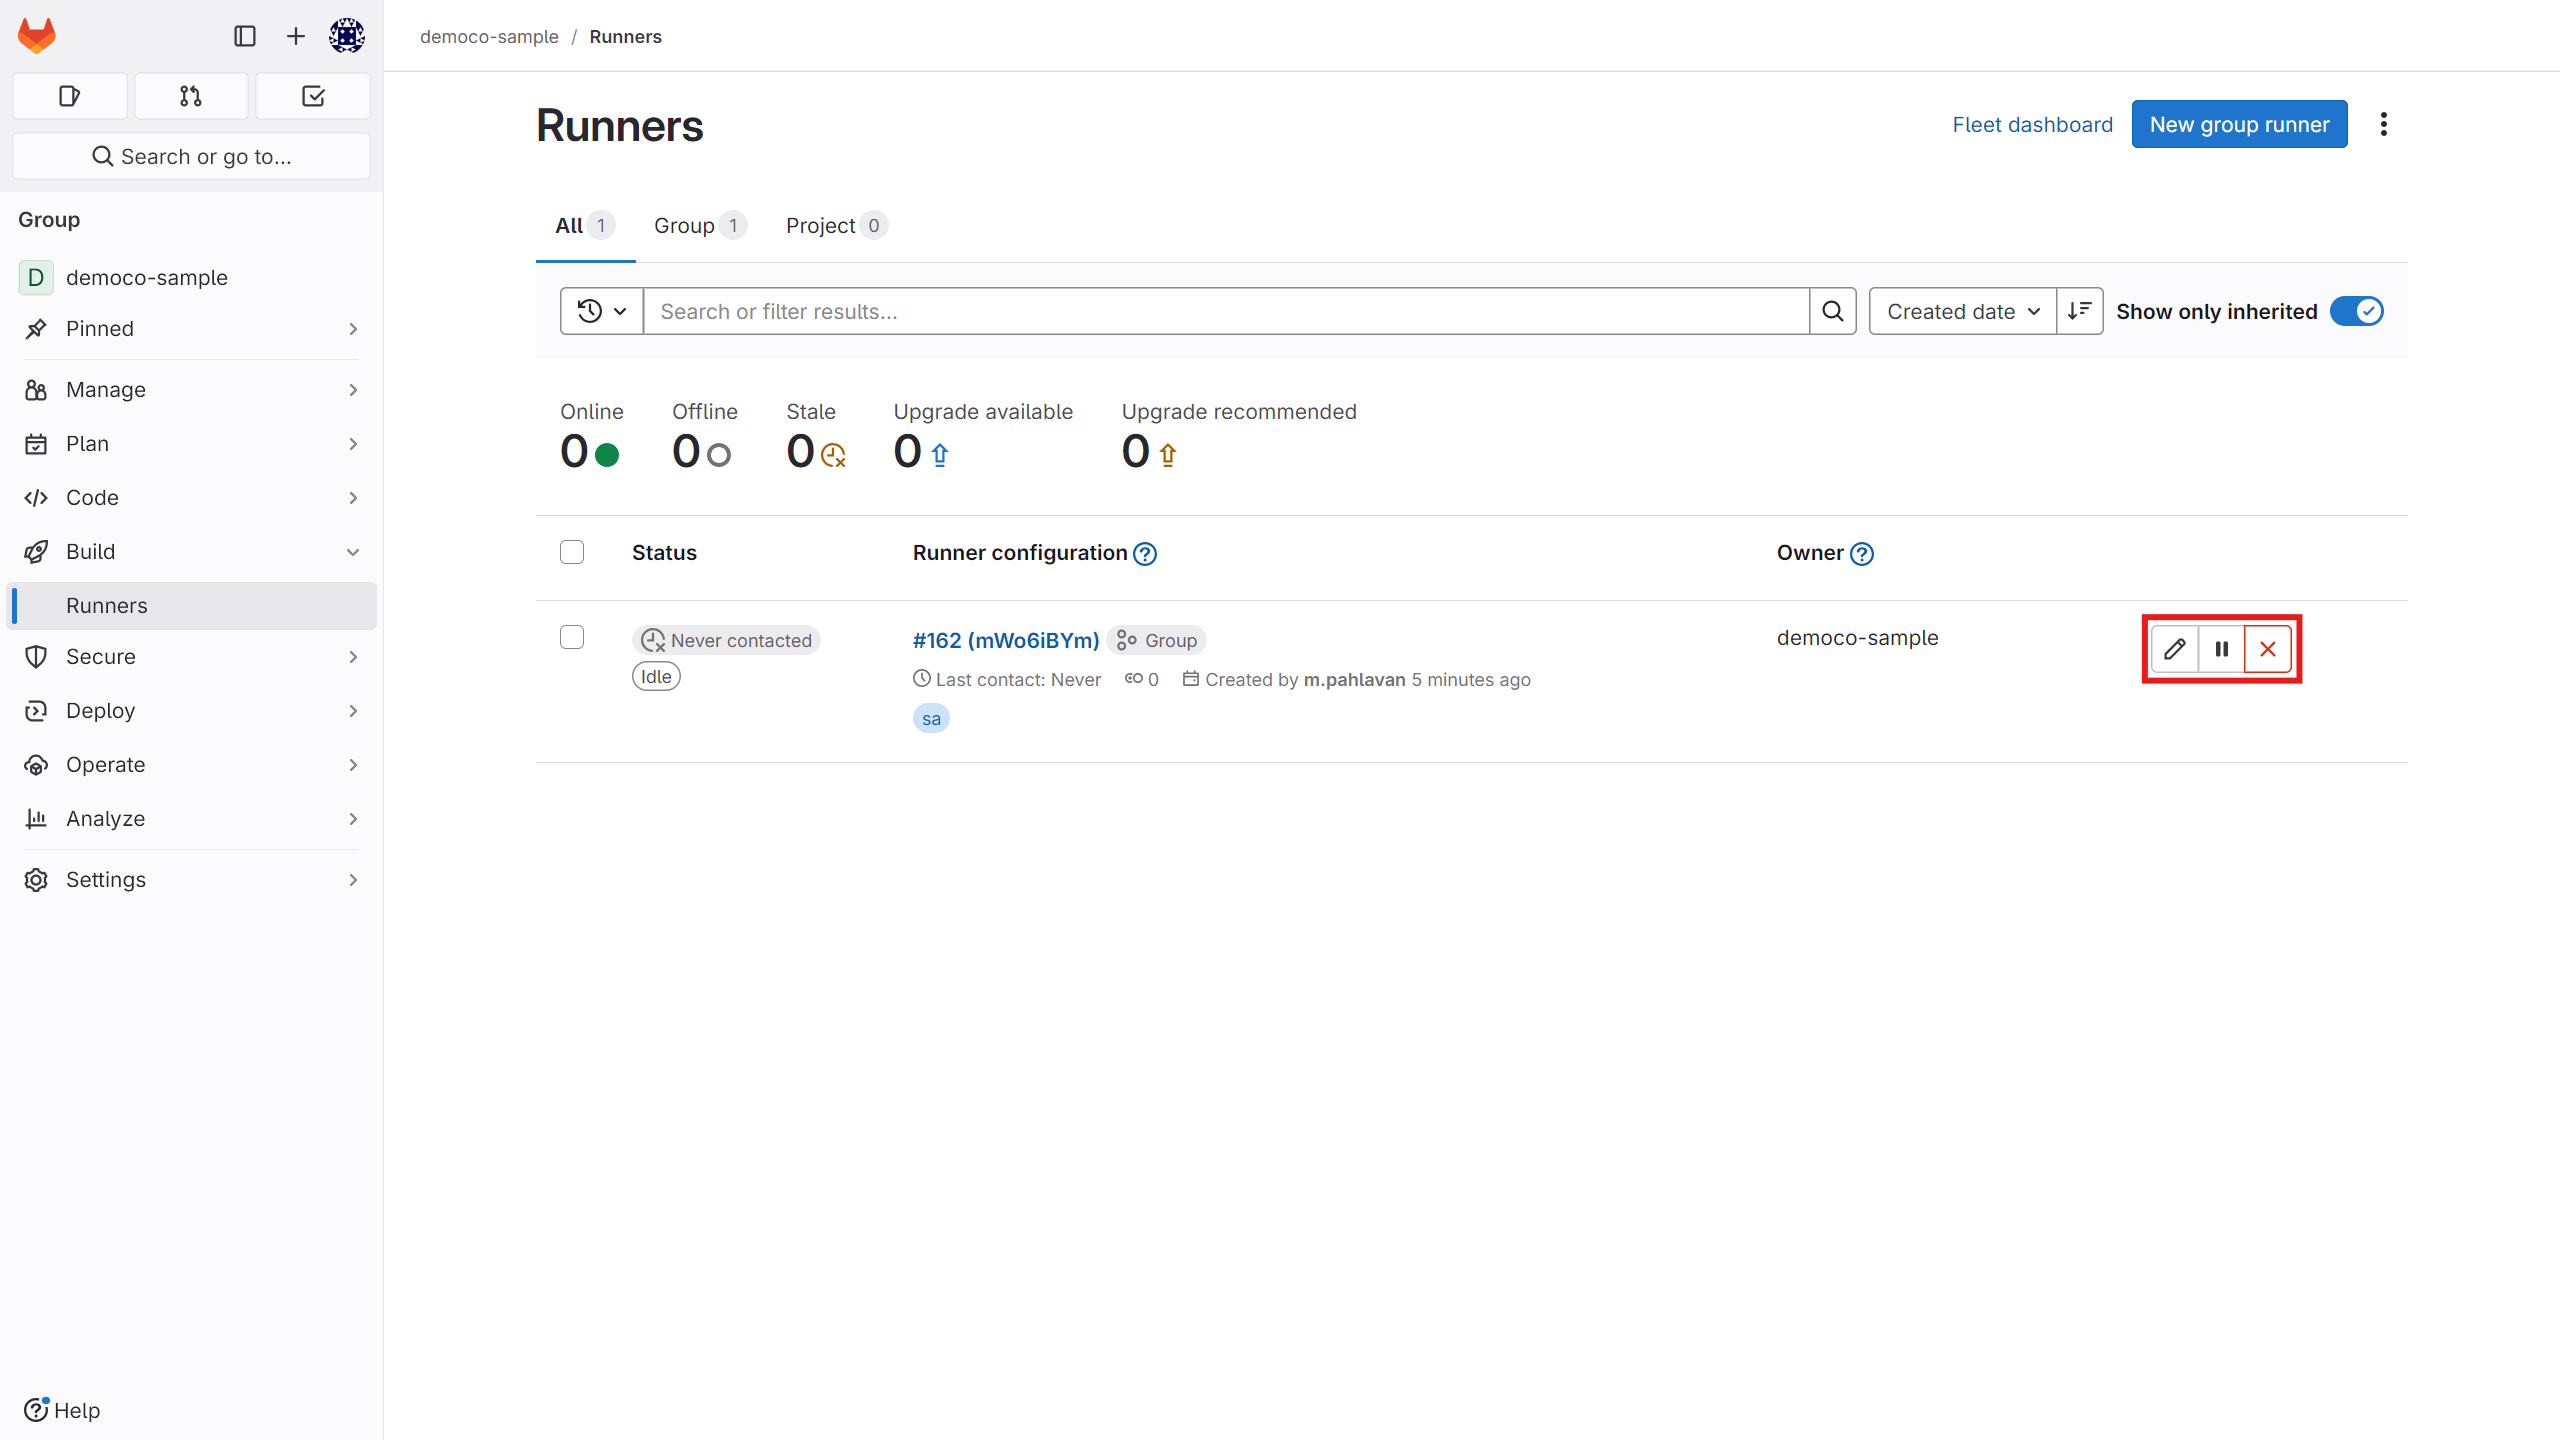 democo-sample / Runners
Search or go to...
Group
D democo-sample
Pinned
Manage
Plan
Code
Build
Runners
Secure
Deploy
Operate
Analyze
Settings
Help
Runners
Fleet dashboard
New group runner
All 1
Group 1
Project 0
Search or filter results...
Created date
Show only inherited
Online
0
Offline
0
Stale
0
Upgrade available
0
Upgrade recommended
0
Status
Runner configuration
Owner
Never contacted
Idle
#162 (mWo6iBYm) Group
Last contact: Never 0 Created by m.pahlavan 5 minutes ago
sa
democo-sample